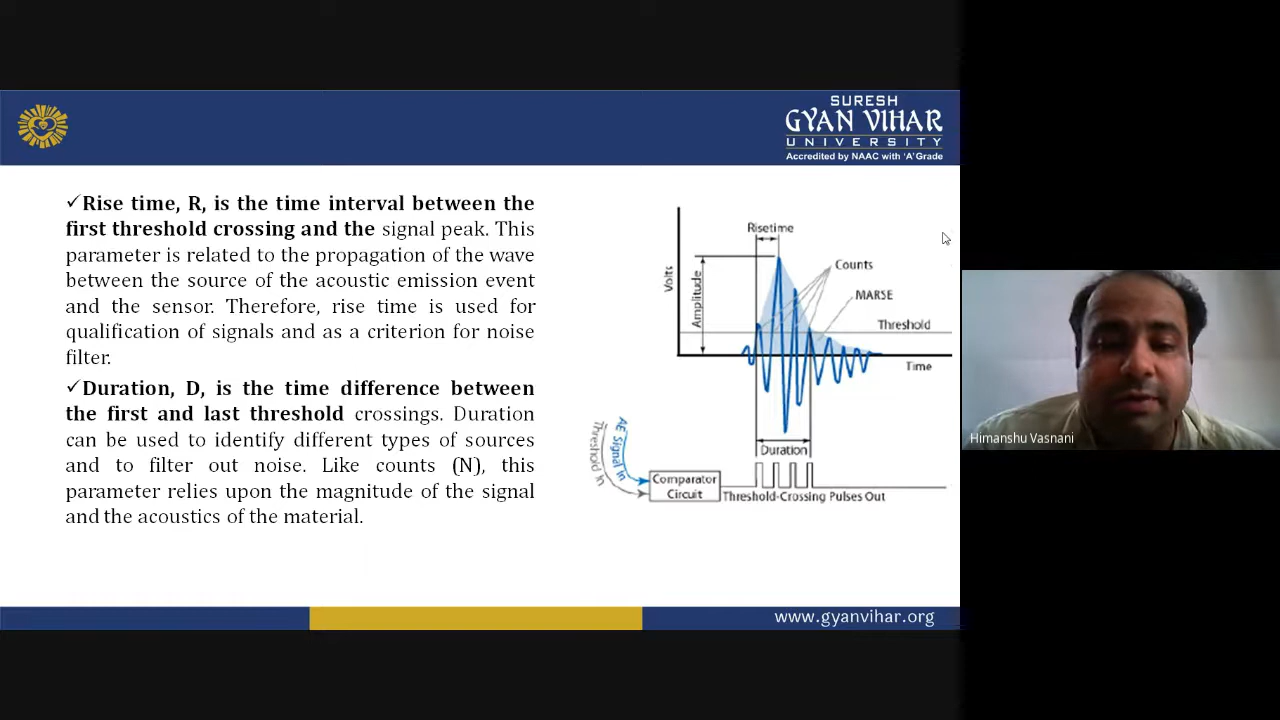 SURESH
GYAN VIHAR
UNIVERSITY
Accredited by NAAC with 'A' Grade
✓Rise time, R, is the time interval between the
first threshold crossing and the signal peak. This
parameter is related to the propagation of the wave
between the source of the acoustic emission event
and the sensor. Therefore, rise time is used for
qualification of signals and as a criterion for noise
filter.
✓Duration, D, is the time difference between
the first and last threshold crossings. Duration
can be used to identify different types of sources
and to filter out noise. Like counts (N), this
parameter relies upon the magnitude of the signal
and the acoustics of the material.
Risetime
Volts
Amplitude
Counts
MARSE
Threshold
Time
Duration
AE Signal in
Threshold in
Comparator
Circuit
Threshold-Crossing Pulses Out
www.gyanvihar.org
Himanshu Vasnani